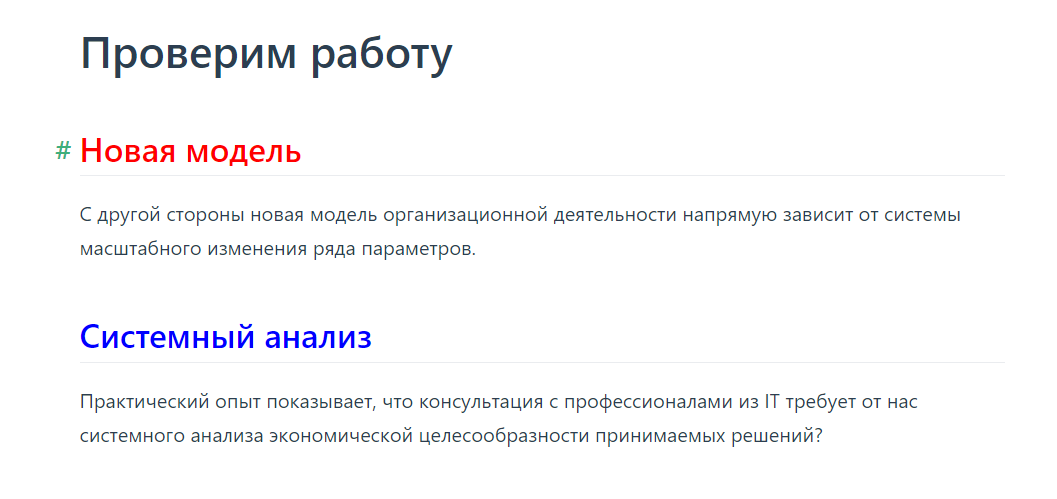 Проверим работу
# Новая модель
С другой стороны новая модель организационной деятельности напрямую зависит от системы
масштабного изменения ряда параметров.
Системный анализ
Практический опыт показывает, что консультация с профессионалами из IT требует от нас
системного анализа экономической целесообразности принимаемых решений?